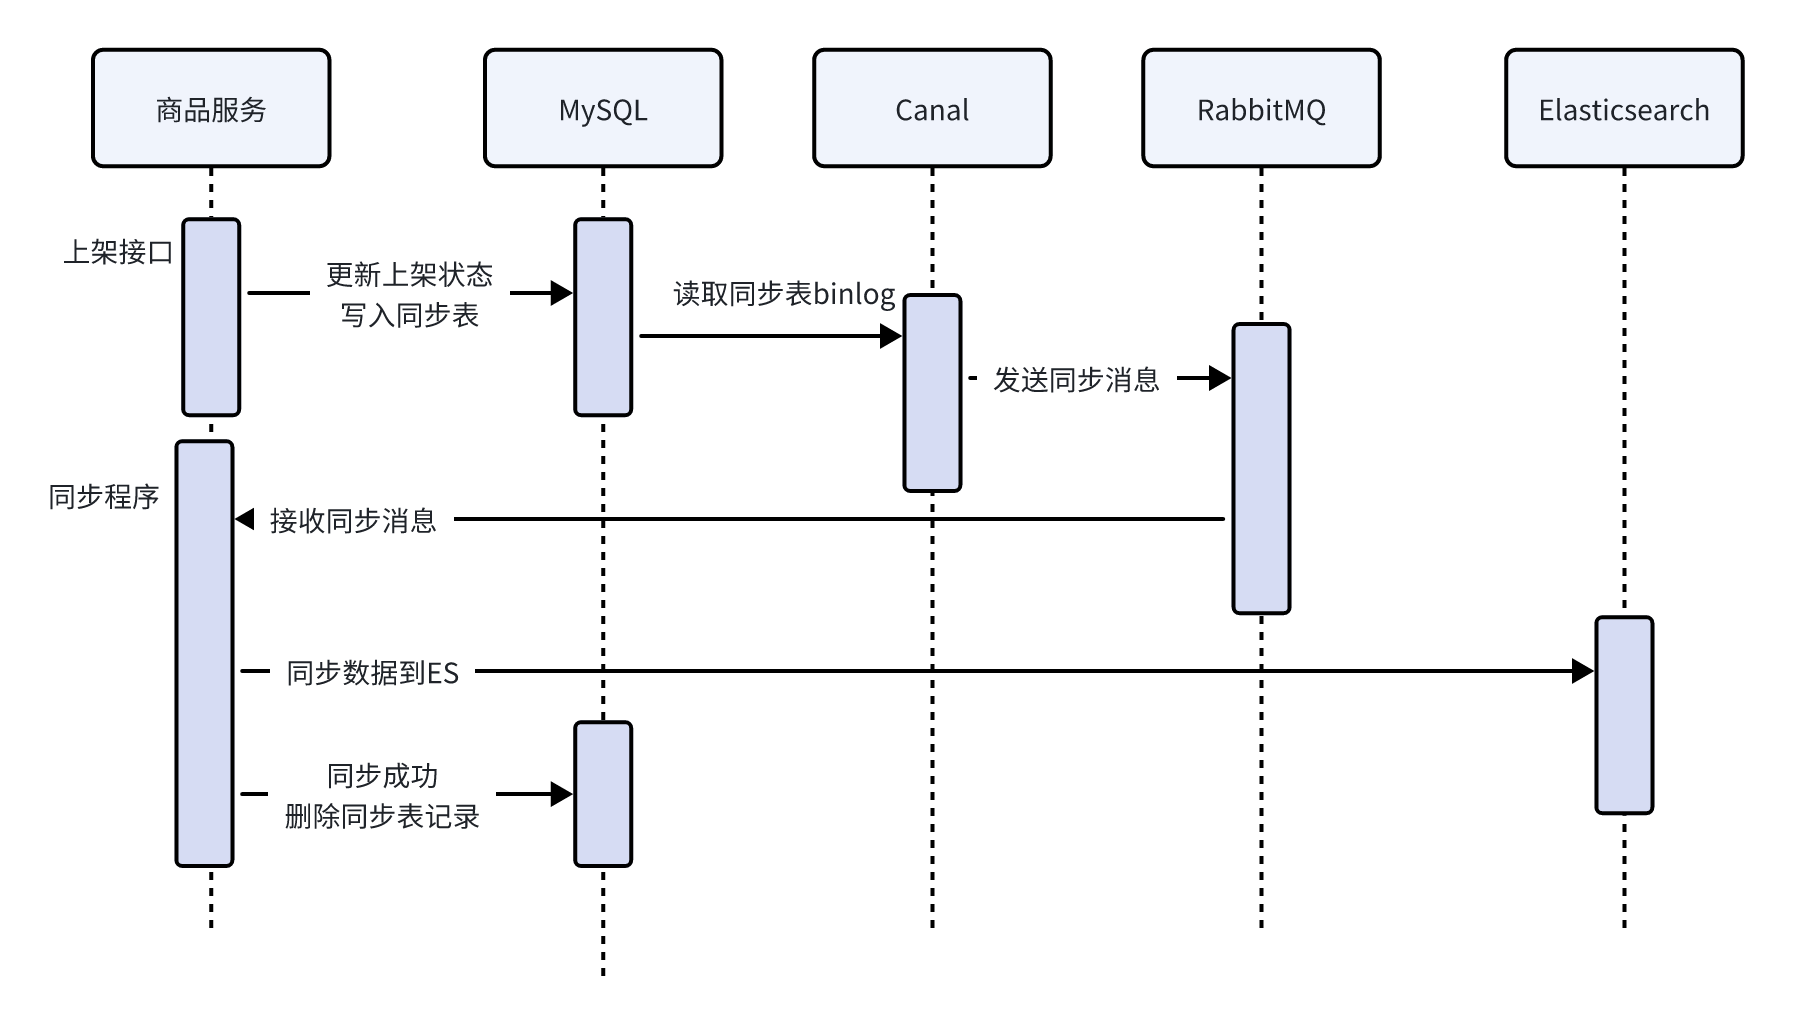 商品服务
MySQL
Canal
RabbitMQ
Elasticsearch
上架接口
更新上架状态
写入同步表
读取同步表binlog
发送同步消息
同步程序
接收同步消息
同步数据到ES
同步成功
删除同步表记录